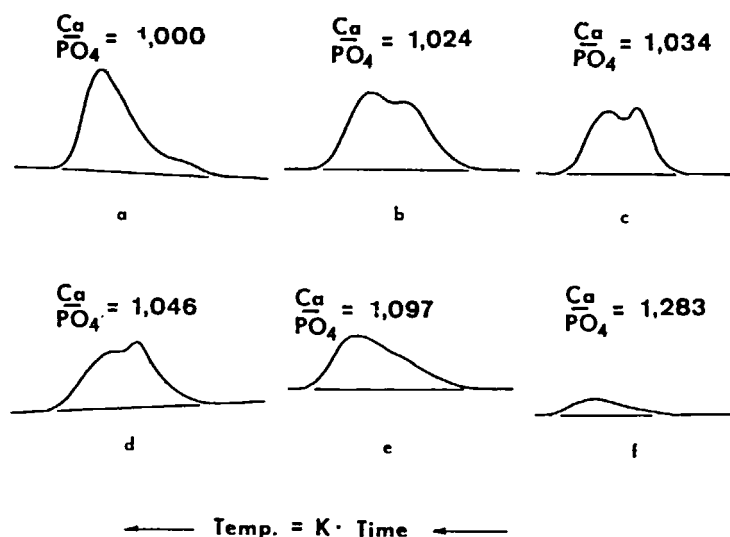 Ca/PO4 = 1,000
Ca/PO4 = 1,024
Ca/PO4 = 1,034
a
b
c
Ca/PO4 = 1,046
Ca/PO4 = 1,097
Ca/PO4 = 1,283
d
e
f
← Temp. = K · Time ←